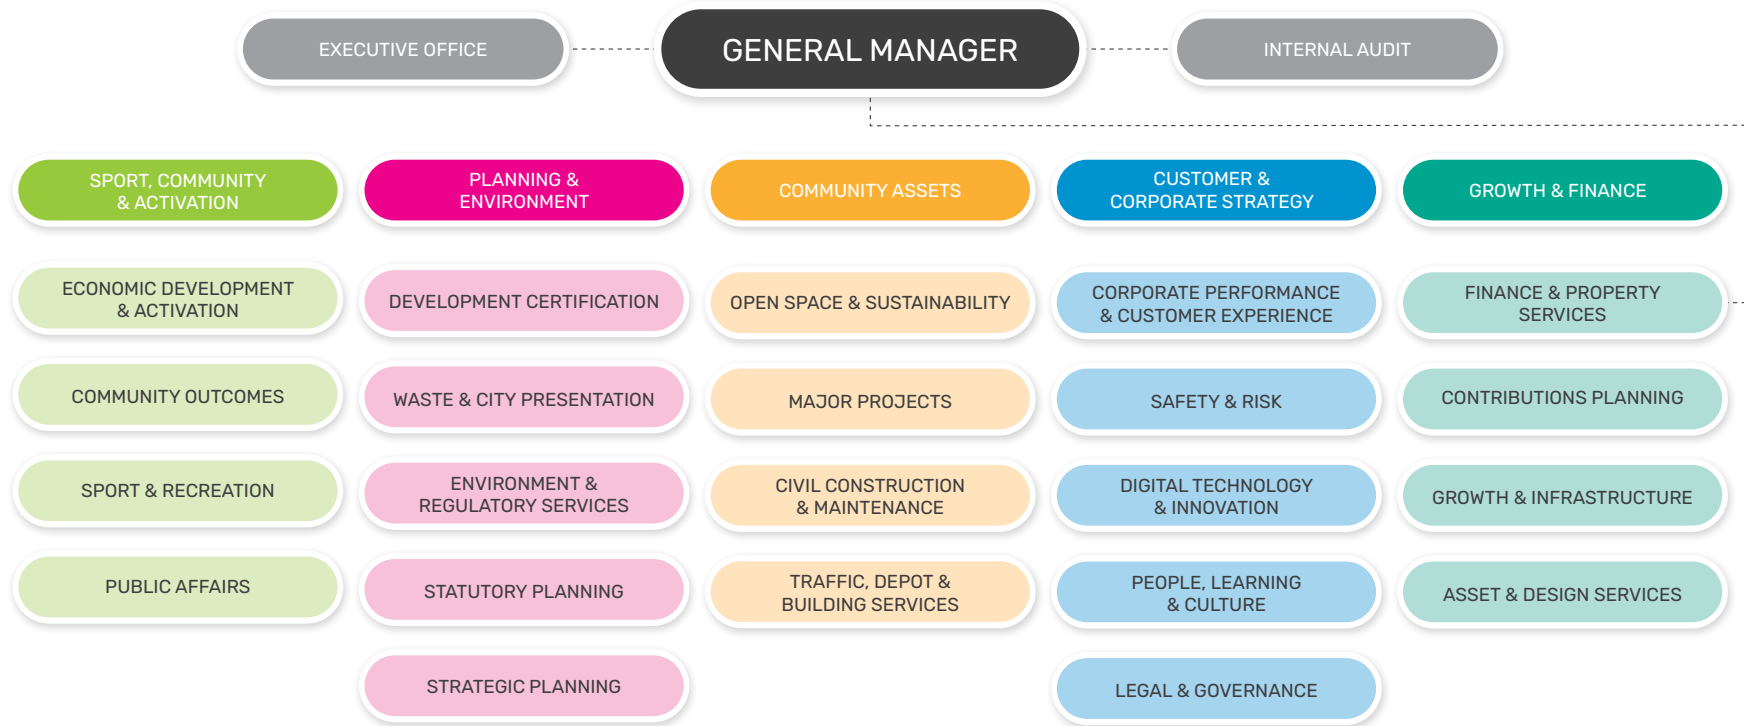 EXECUTIVE OFFICE
GENERAL MANAGER
INTERNAL AUDIT
SPORT, COMMUNITY
& ACTIVATION
ECONOMIC DEVELOPMENT
& ACTIVATION
COMMUNITY OUTCOMES
SPORT & RECREATION
PUBLIC AFFAIRS
PLANNING &
ENVIRONMENT
DEVELOPMENT CERTIFICATION
WASTE & CITY PRESENTATION
ENVIRONMENT &
REGULATORY SERVICES
STATUTORY PLANNING
STRATEGIC PLANNING
COMMUNITY ASSETS
OPEN SPACE & SUSTAINABILITY
MAJOR PROJECTS
CIVIL CONSTRUCTION
& MAINTENANCE
TRAFFIC, DEPOT &
BUILDING SERVICES
CUSTOMER &
CORPORATE STRATEGY
CORPORATE PERFORMANCE
& CUSTOMER EXPERIENCE
SAFETY & RISK
DIGITAL TECHNOLOGY
& INNOVATION
PEOPLE, LEARNING
& CULTURE
LEGAL & GOVERNANCE
GROWTH & FINANCE
FINANCE & PROPERTY
SERVICES
CONTRIBUTIONS PLANNING
GROWTH & INFRASTRUCTURE
ASSET & DESIGN SERVICES